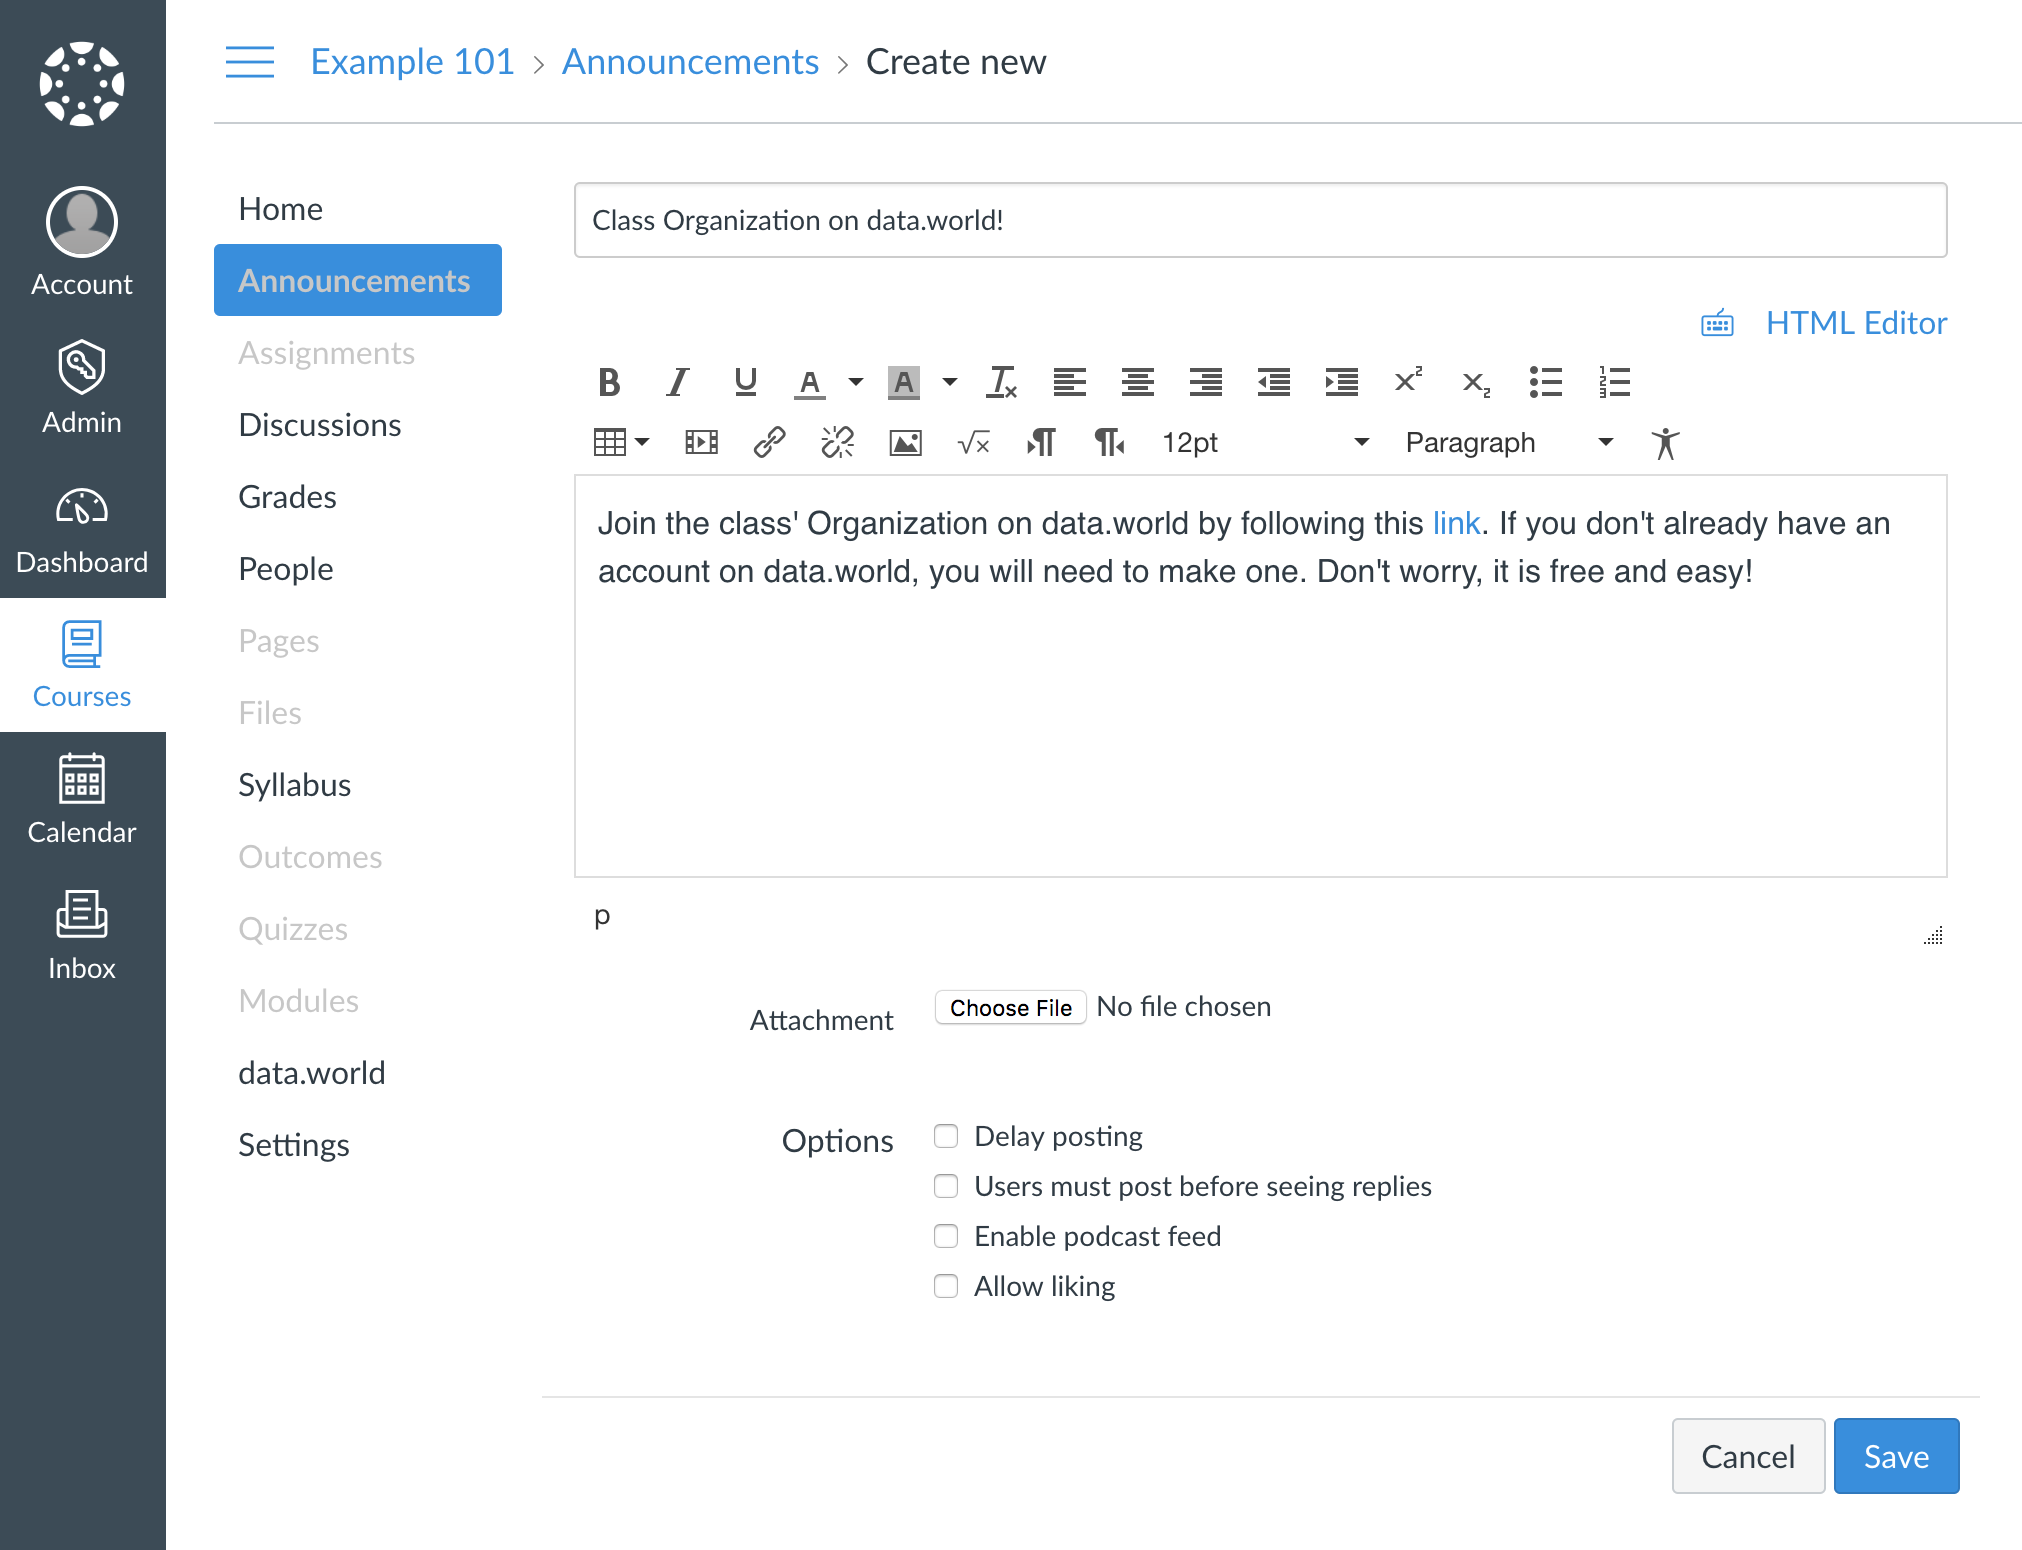 Example 101 > Announcements > Create new
Account
Admin
Dashboard
Courses
Calendar
Inbox
Home
Announcements
Assignments
Discussions
Grades
People
Pages
Files
Syllabus
Outcomes
Quizzes
Modules
data.world
Settings
Class Organization on data.world!
HTML Editor
12pt Paragraph
Join the class' Organization on data.world by following this link. If you don't already have an
account on data.world, you will need to make one. Don't worry, it is free and easy!
p
Attachment Choose File No file chosen
Options
Delay posting
Users must post before seeing replies
Enable podcast feed
Allow liking
Cancel Save